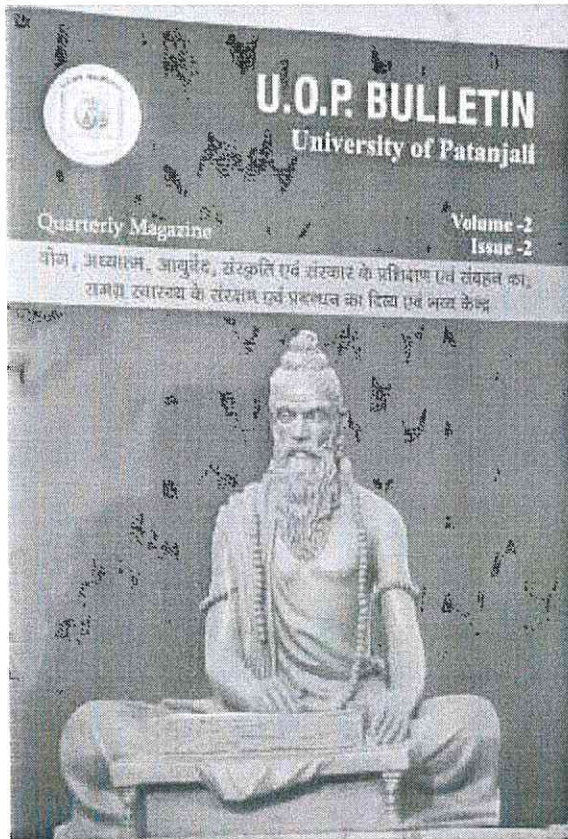 U.O.P. BULLETIN
University of Patanjali
Quarterly Magazine
Volume -2
Issue -2
योग, अध्यात्म, आयुर्वेद, संस्कृति एवं संस्कार के प्रशिक्षण एवं संवहन का,
समग्र स्वास्थ्य के संरक्षण एवं प्रबन्धन का दिव्य एवं भव्य केन्द्र